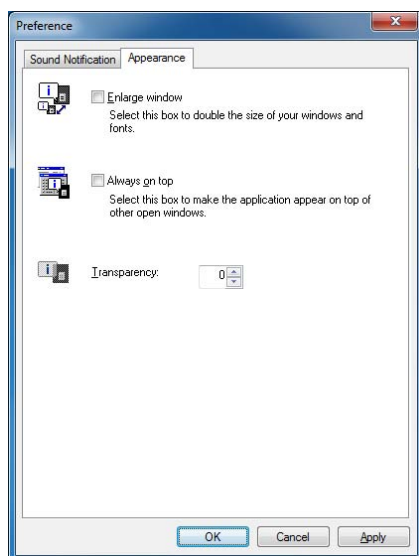 Preference
Sound Notification Appearance
Enlarge window
Select this box to double the size of your windows and
fonts.
Always on top
Select this box to make the application appear on top of
other open windows.
Transparency: 0
OK Cancel Apply